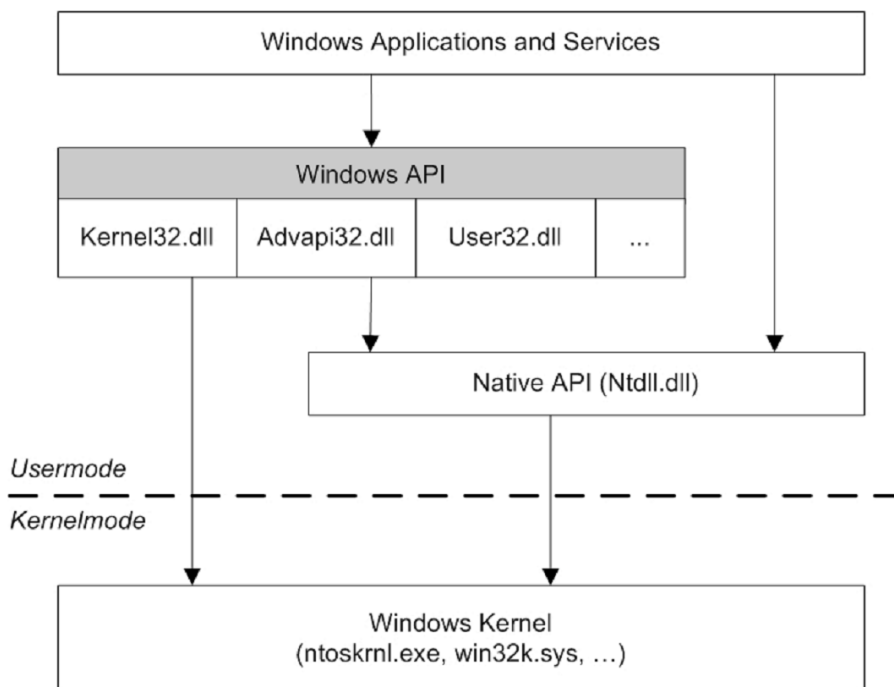 Windows Applications and Services
Windows API
Kernel32.dll
Advapi32.dll
User32.dll
...
Native API (Ntdll.dll)
Usermode
Kernelmode
Windows Kernel
(ntoskrnl.exe, win32k.sys, …)